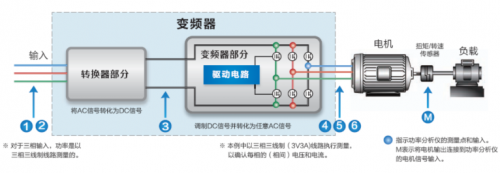 变频器
输入
转换器部分
将AC信号转化为DC信号
变频器部分
驱动电路
调制DC信号并转化为任意AC信号
电机
扭矩/转速
传感器
负载
1 2
3
4 5 6
M
※ 对于三相输入，功率是以
三相三线制线路测量的。
※ 本例中以三相三线制（3V3A)线路执行测量，
以确认每相的（相间）电压和电流。
指示功率分析仪的测量点和输入。
M表示将电机输出连接到功率分析仪
的电机信号输入。